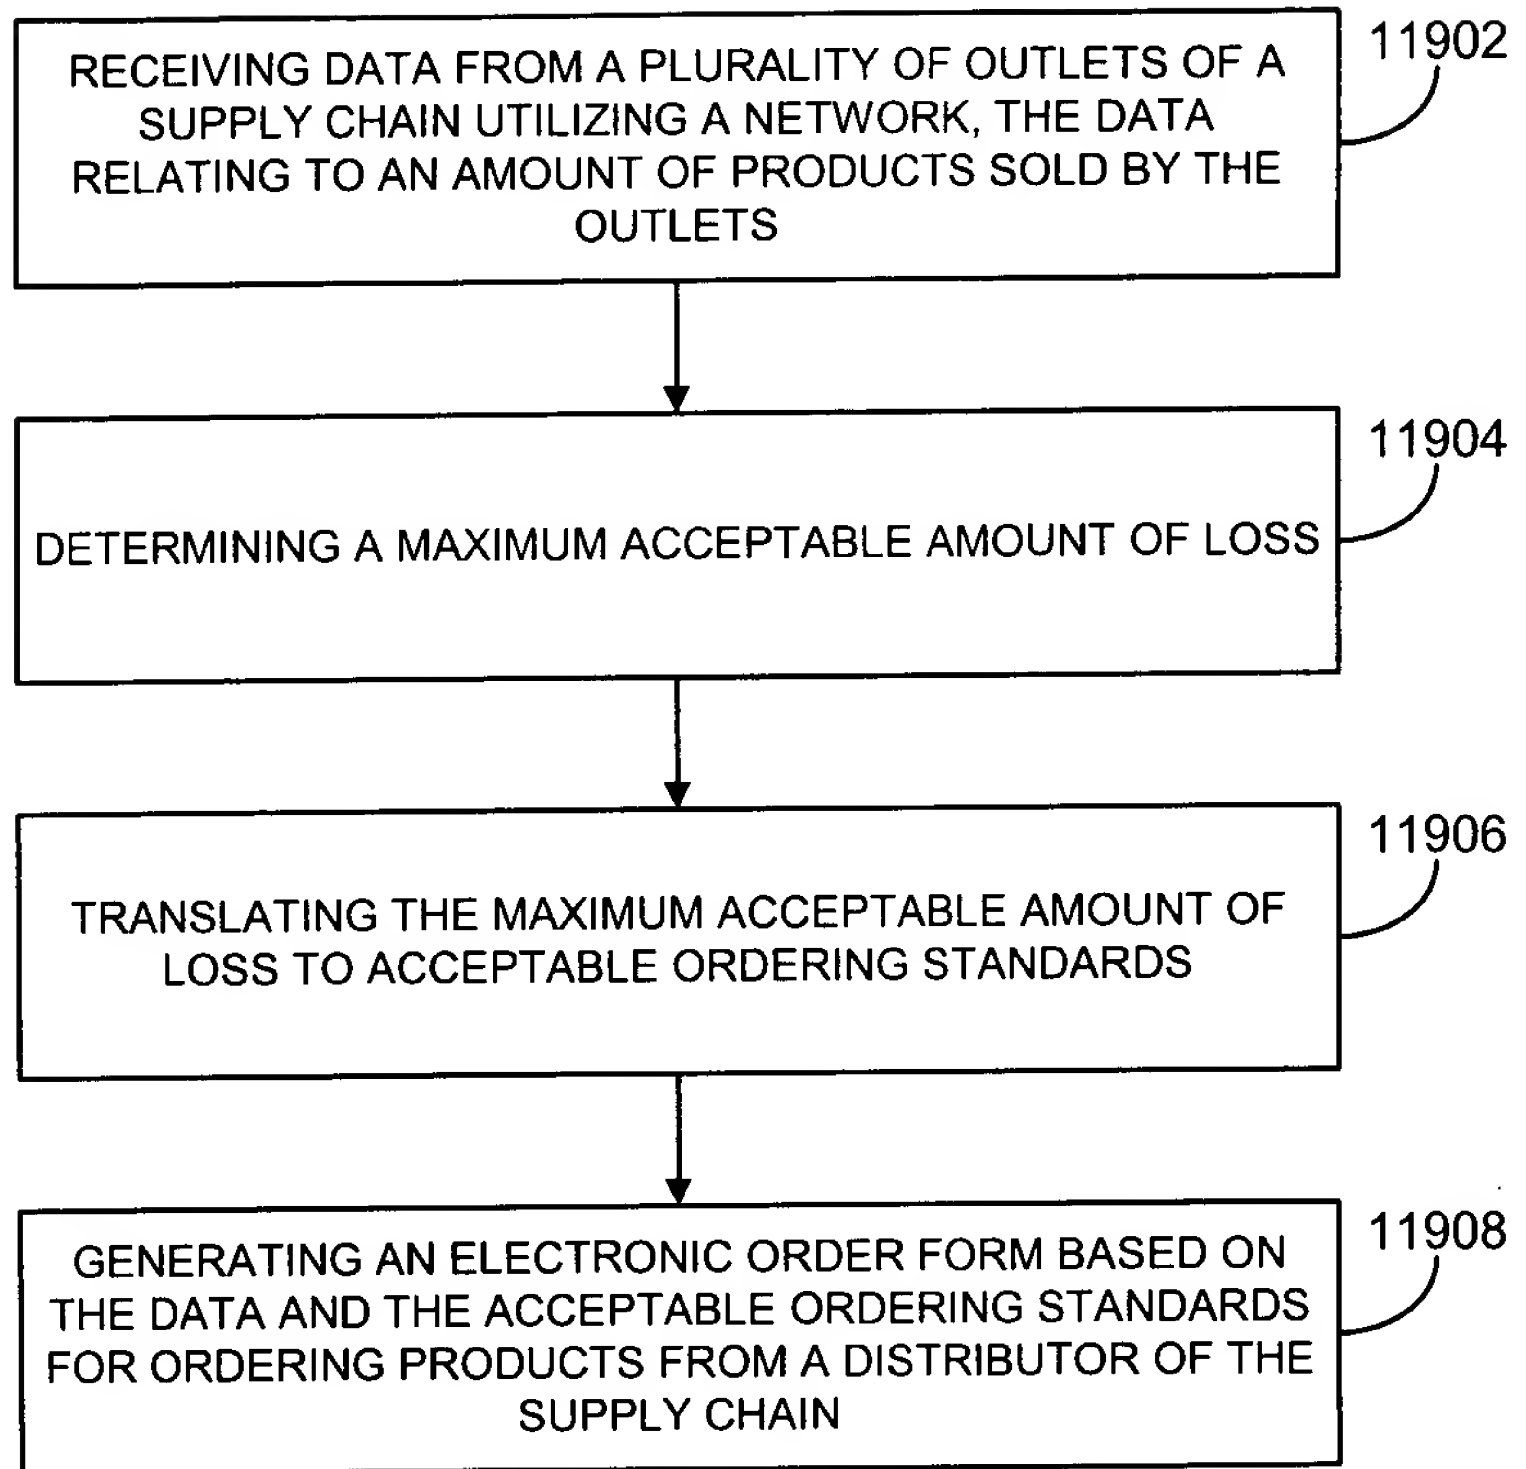 RECEIVING DATA FROM A PLURALITY OF OUTLETS OF A
SUPPLY CHAIN UTILIZING A NETWORK, THE DATA
RELATING TO AN AMOUNT OF PRODUCTS SOLD BY THE
OUTLETS
11902
DETERMINING A MAXIMUM ACCEPTABLE AMOUNT OF LOSS
11904
TRANSLATING THE MAXIMUM ACCEPTABLE AMOUNT OF
LOSS TO ACCEPTABLE ORDERING STANDARDS
11906
GENERATING AN ELECTRONIC ORDER FORM BASED ON
THE DATA AND THE ACCEPTABLE ORDERING STANDARDS
FOR ORDERING PRODUCTS FROM A DISTRIBUTOR OF THE
SUPPLY CHAIN
11908